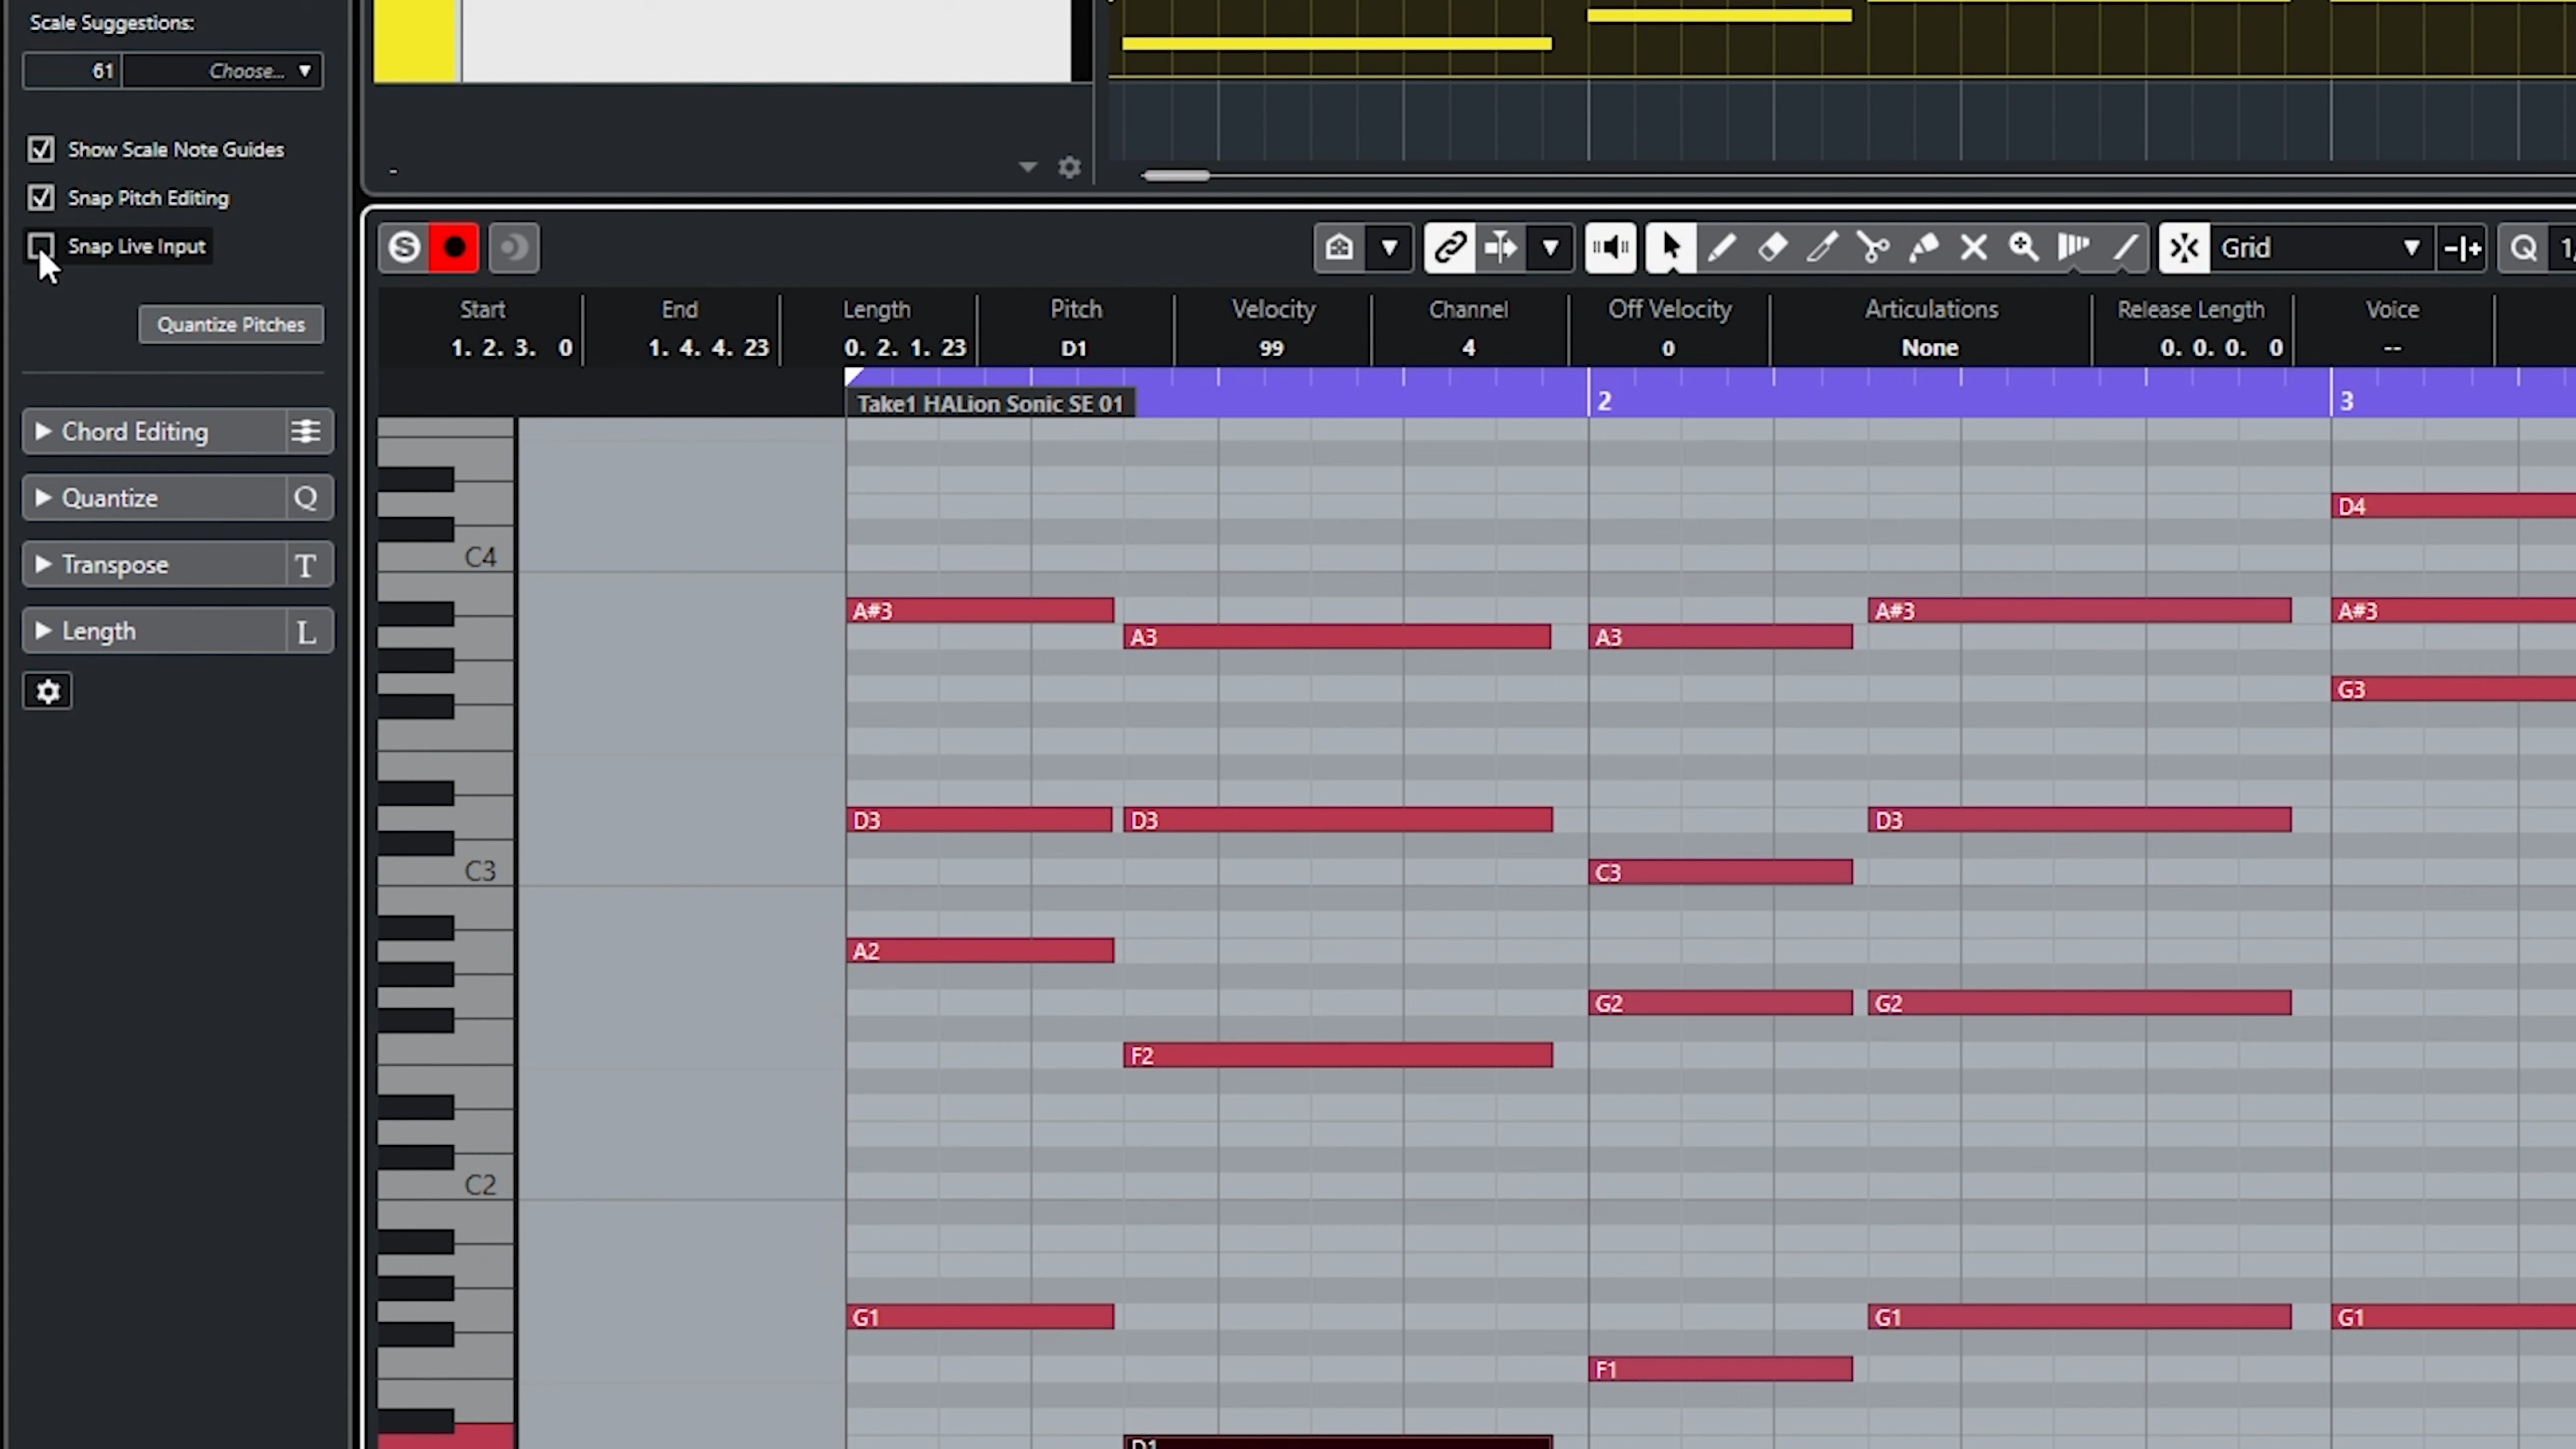 Scale Suggestions:
61 Choose...
Show Scale Note Guides
Snap Pitch Editing
Snap Live Input
Quantize Pitches
Chord Editing
Quantize Q
Transpose T
Length L
-
S
Grid
Q 1/
Start End Length Pitch Velocity Channel Off Velocity Articulations Release Length Voice
1. 2. 3. 0 1. 4. 4. 23 0. 2. 1. 23 D1 99 4 0 None 0. 0. 0. 0 --
Take1 HALion Sonic SE 01
2 3
D4
C4
A#3 A#3 A#3
A3 A3
G3
D3 D3 D3
C3 C3
A2
G2 G2
F2
C2
G1 G1 G1
F1
D1